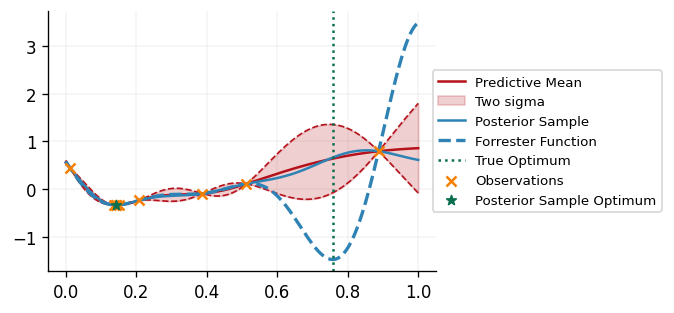 3
2
1
0
−1
0.0 0.2 0.4 0.6 0.8 1.0
Predictive Mean
Two sigma
Posterior Sample
Forrester Function
True Optimum
Observations
Posterior Sample Optimum